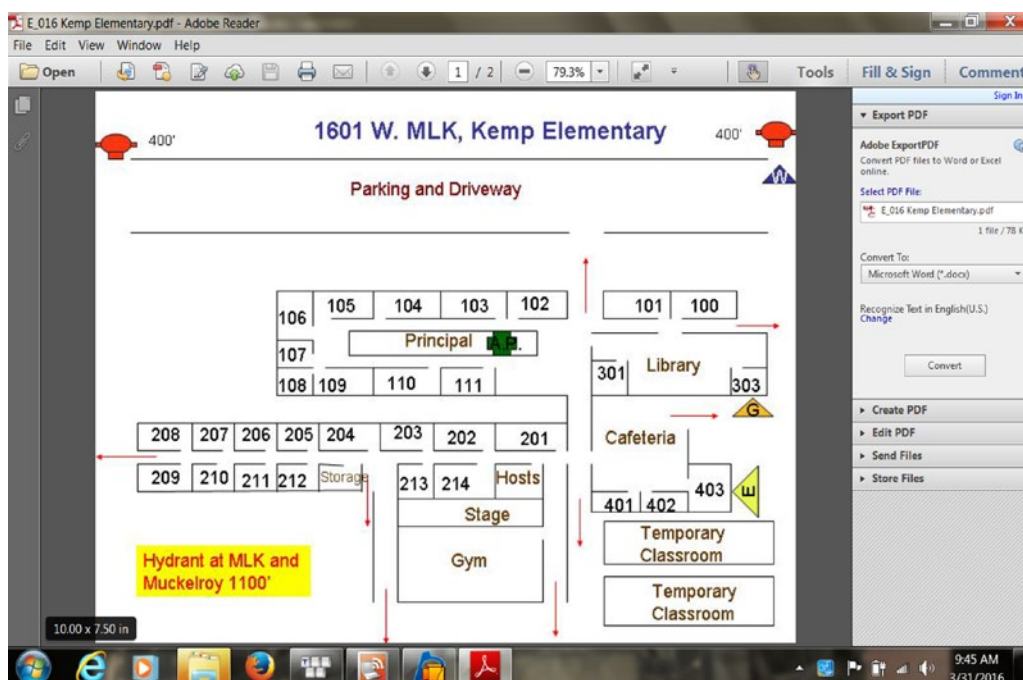 E_016 Kemp Elementary.pdf - Adobe Reader
File Edit View Window Help
Open 1 / 2 79.3% Tools Fill & Sign Comment
Sign In
400' 1601 W. MLK, Kemp Elementary 400'
W
Parking and Driveway
105 104 103 102 101 100
106
Principal A.P.
107
301 Library
108 109 110 111 303
G
208 207 206 205 204 203 202 201 Cafeteria
209 210 211 212 Storage 213 214 Hosts 403 E
401 402
Stage
Temporary
Classroom
Gym
Hydrant at MLK and
Muckelroy 1100'
Temporary
Classroom
10.00 x 7.50 in
Export PDF
Adobe ExportPDF
Convert PDF files to Word or Excel
online.
Select PDF File:
E_016 Kemp Elementary.pdf
1 file / 78 K
Convert To:
Microsoft Word (*.docx)
Recognize Text in English(U.S.)
Change
Convert
Create PDF
Edit PDF
Send Files
Store Files
9:45 AM
3/31/2016